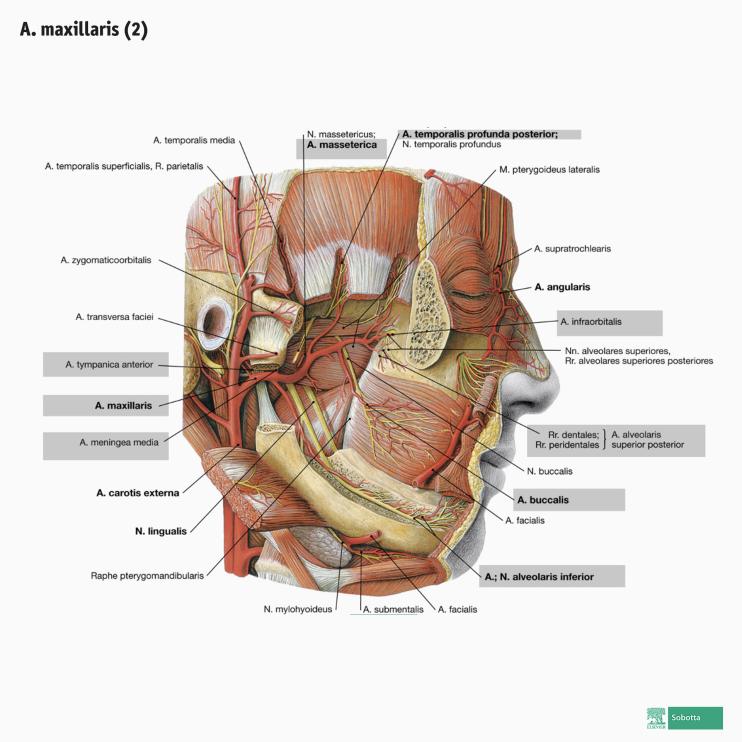 A. maxillaris (2)
N. massetericus;
A. masseterica
A. temporalis profunda posterior;
N. temporalis profundus
A. temporalis media
A. temporalis superficialis, R. parietalis
M. pterygoideus lateralis
A. zygomaticoorbitalis
A. supratrochlearis
A. angularis
A. transversa faciei
A. infraorbitalis
Nn. alveolares superiores,
Rr. alveolares superiores posteriores
A. tympanica anterior
A. maxillaris
A. meningea media
Rr. dentales; A. alveolaris
Rr. peridentales superior posterior
N. buccalis
A. carotis externa
A. buccalis
A. facialis
N. lingualis
Raphe pterygomandibularis
A.; N. alveolaris inferior
N. mylohyoideus
A. submentalis
A. facialis
ELSEVIER
Sobotta